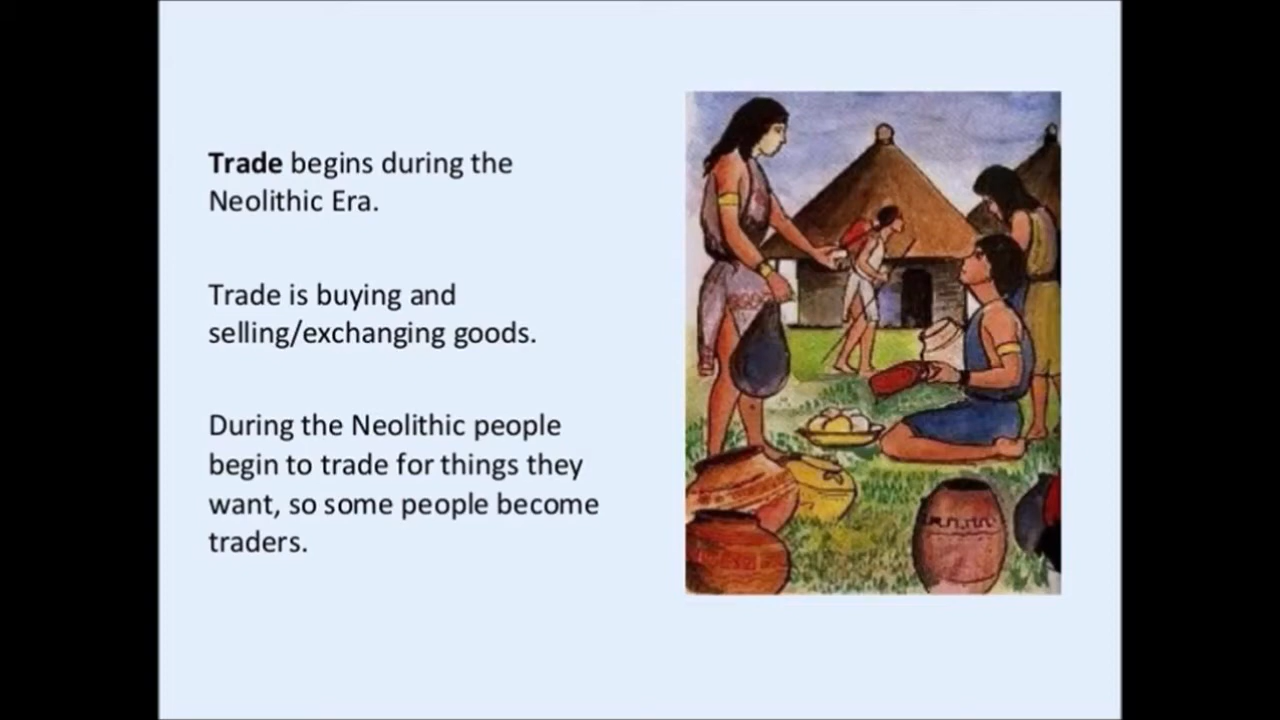 Trade begins during the
Neolithic Era.
Trade is buying and
selling/exchanging goods.
During the Neolithic people
begin to trade for things they
want, so some people become
traders.